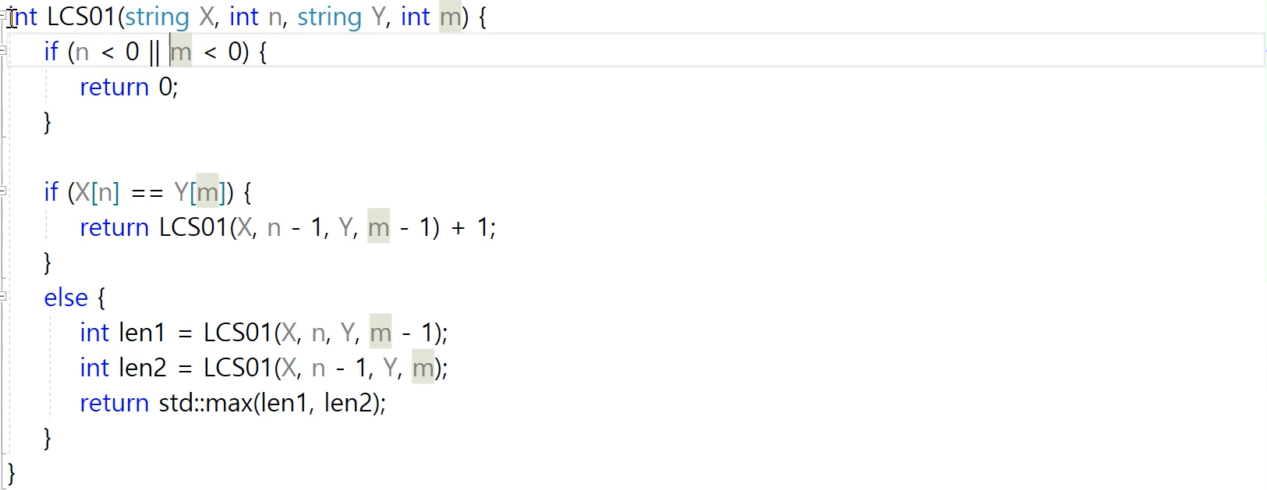 int LCS01(string X, int n, string Y, int m) {
if (n < 0 || m < 0) {
return 0;
}
if (X[n] == Y[m]) {
return LCS01(X, n - 1, Y, m - 1) + 1;
}
else {
int len1 = LCS01(X, n, Y, m - 1);
int len2 = LCS01(X, n - 1, Y, m);
return std::max(len1, len2);
}
}